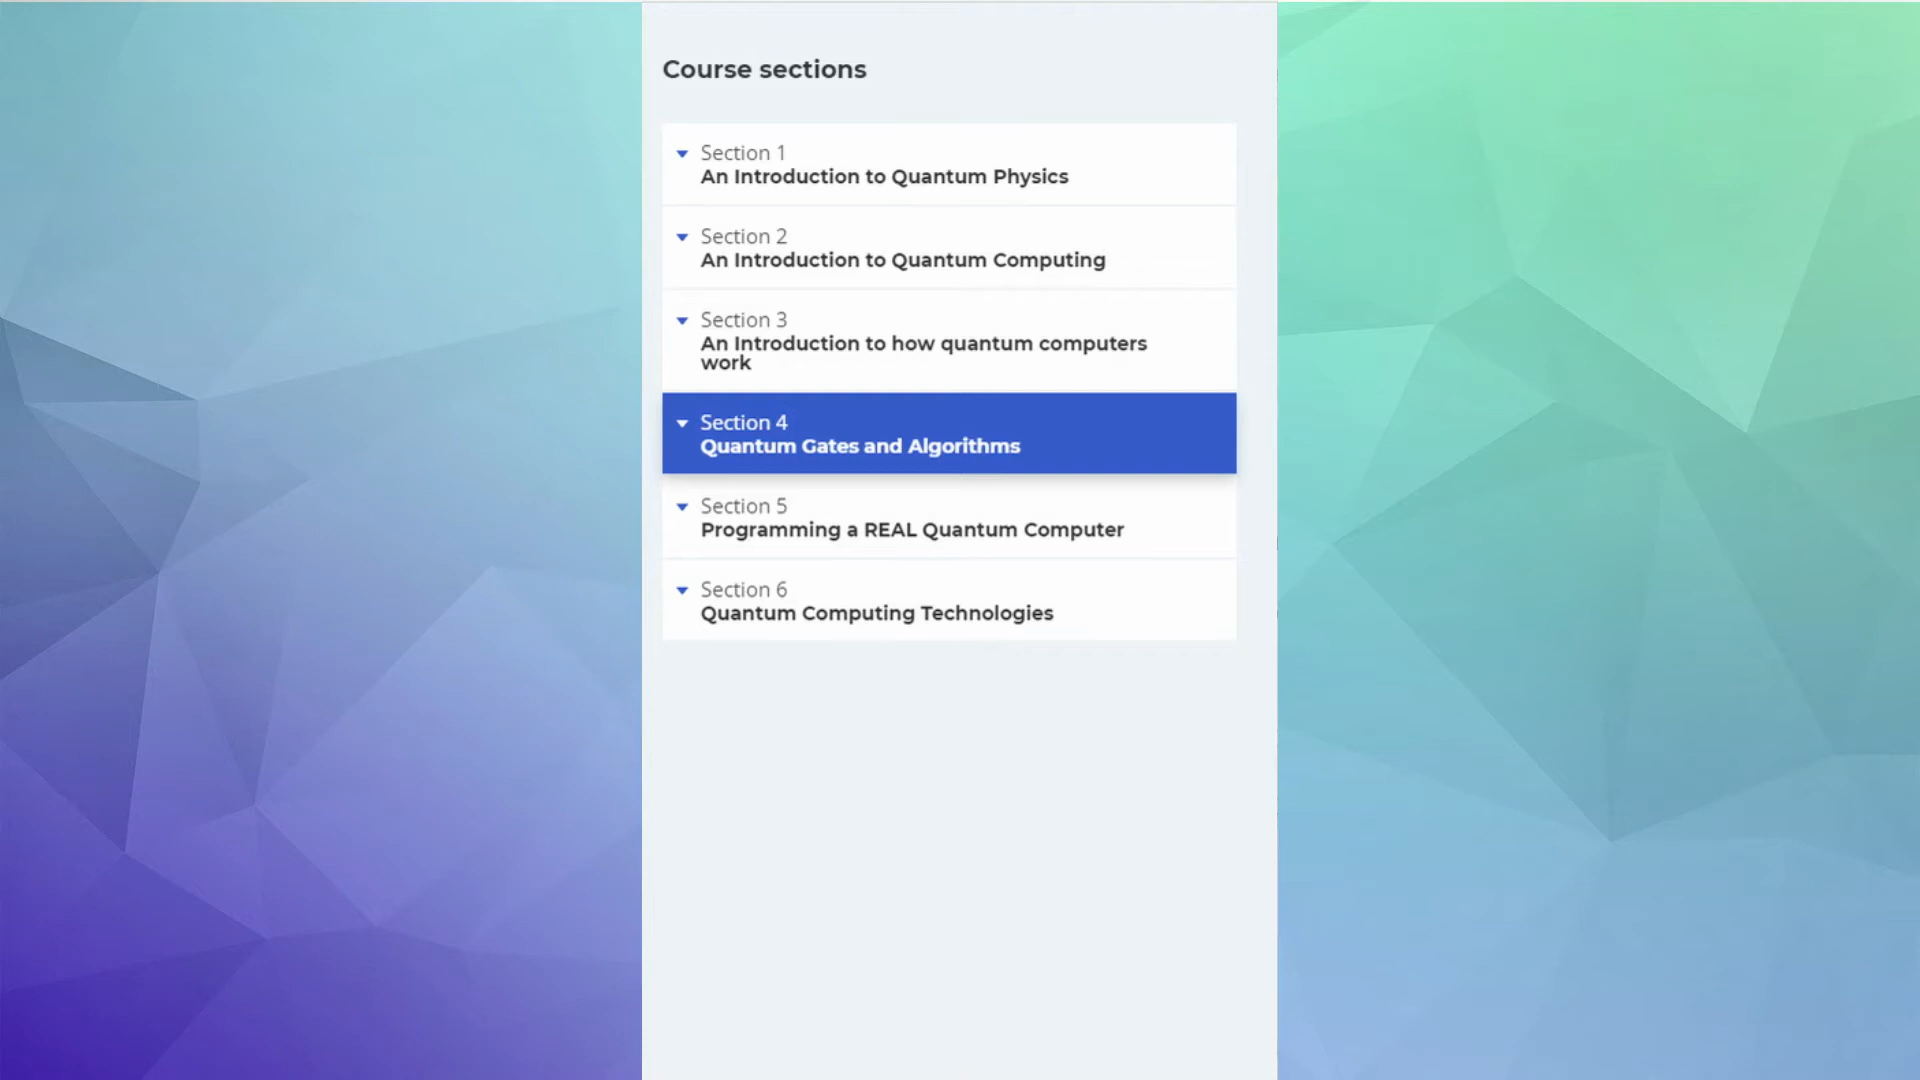 Course sections
Section 1
An Introduction to Quantum Physics
Section 2
An Introduction to Quantum Computing
Section 3
An Introduction to how quantum computers
work
Section 4
Quantum Gates and Algorithms
Section 5
Programming a REAL Quantum Computer
Section 6
Quantum Computing Technologies